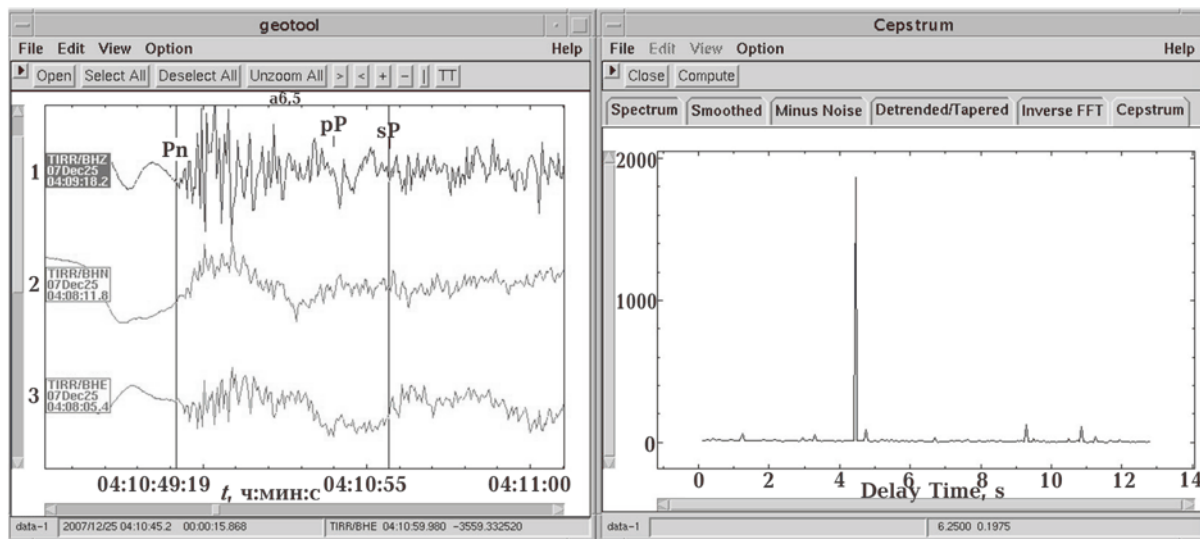 geotool
File Edit View Option Help
Open Select All Deselect All Unzoom All > < + − | TT
a6,5
Pn pP sP
1 TIRR/BHZ
07Dec25
04:09:18.2
2 TIRR/BHN
07Dec25
04:08:11.8
3 TIRR/BHE
07Dec25
04:08:05.4
04:10:49:19 04:10:55 04:11:00
t, ч:мин:с
data-1 2007/12/25 04:10:45.2 00:00:15.868 TIRR/BHE 04:10:59.980 −3559.332520
Cepstrum
File Edit View Option Help
Close Compute
Spectrum Smoothed Minus Noise Detrended/Tapered Inverse FFT Cepstrum
2000
1000
0
0 2 4 6 8 10 12 14
Delay Time, s
data-1 6.2500 0.1975